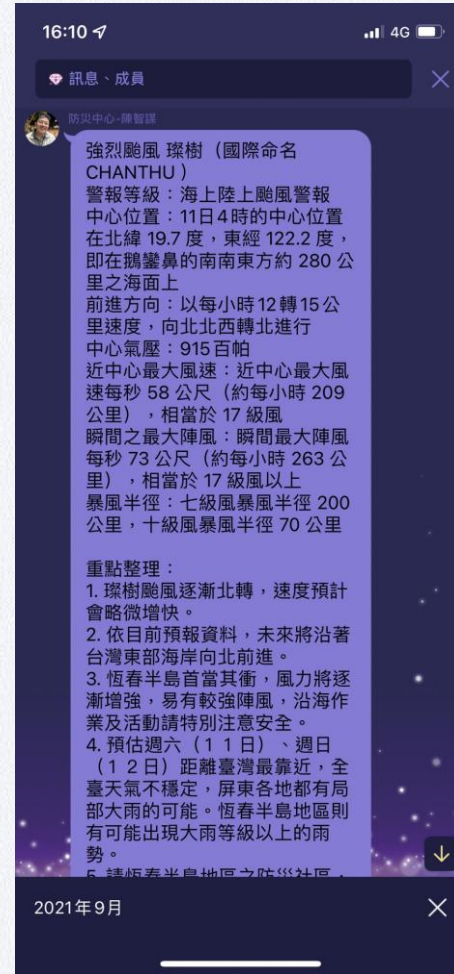 16:10
4G
訊息、成員
防災中心-陳智謀
強烈颱風 璨樹（國際命名
CHANTHU ）
警報等級：海上陸上颱風警報
中心位置：11日4時的中心位置
在北緯 19.7 度，東經 122.2 度，
即在鵝鑾鼻的南南東方約 280 公
里之海面上
前進方向：以每小時12轉15公
里速度，向北北西轉北進行
中心氣壓：915百帕
近中心最大風速：近中心最大風
速每秒 58 公尺（約每小時 209
公里），相當於 17 級風
瞬間之最大陣風：瞬間最大陣風
每秒 73 公尺（約每小時 263 公
里），相當於 17 級風以上
暴風半徑：七級風暴風半徑 200
公里，十級風暴風半徑 70 公里
重點整理：
1. 璨樹颱風逐漸北轉，速度預計
會略微增快。
2. 依目前預報資料，未來將沿著
台灣東部海岸向北前進。
3. 恆春半島首當其衝，風力將逐
漸增強，易有較強陣風，沿海作
業及活動請特別注意安全。
4. 預估週六（１１日）、週日
（１２日）距離臺灣最靠近，全
臺天氣不穩定，屏東各地都有局
部大雨的可能。恆春半島地區則
有可能出現大雨等級以上的雨
勢。
5. 請恆春半島地區之防災社區，
2021年9月